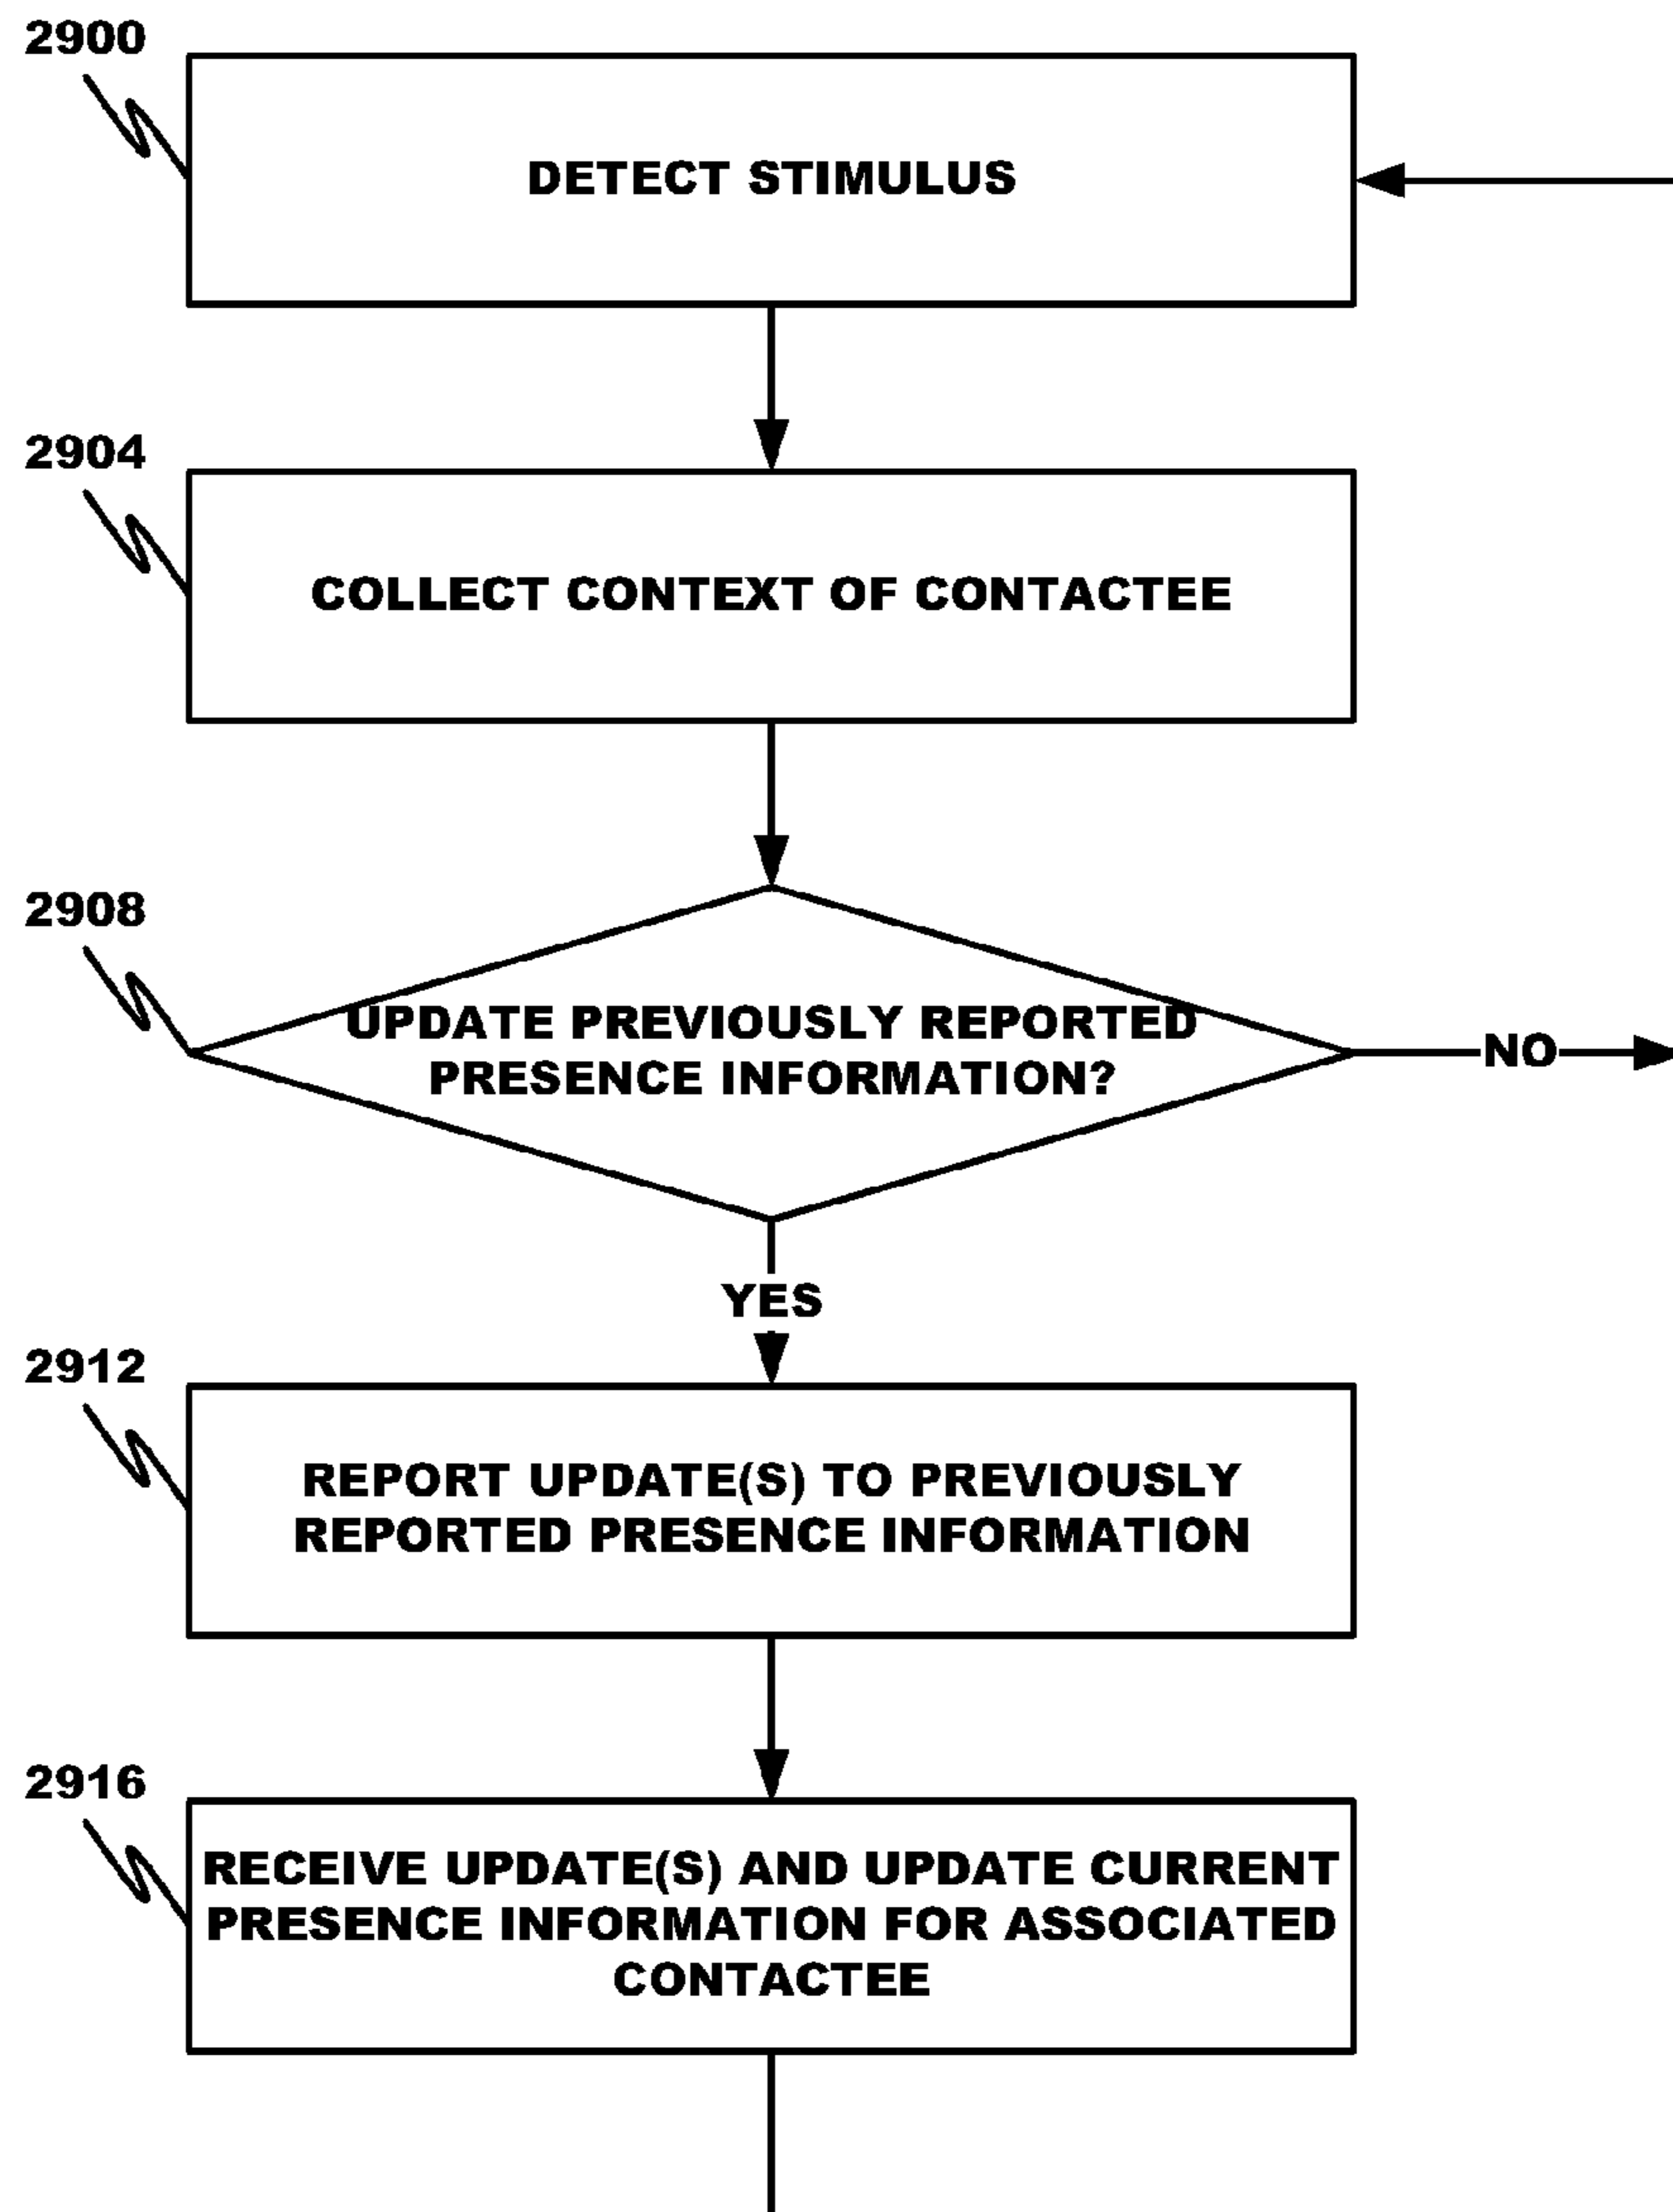 2900
DETECT STIMULUS
2904
COLLECT CONTEXT OF CONTACTEE
2908
UPDATE PREVIOUSLY REPORTED
PRESENCE INFORMATION?
NO
YES
2912
REPORT UPDATE(S) TO PREVIOUSLY
REPORTED PRESENCE INFORMATION
2916
RECEIVE UPDATE(S) AND UPDATE CURRENT
PRESENCE INFORMATION FOR ASSOCIATED
CONTACTEE